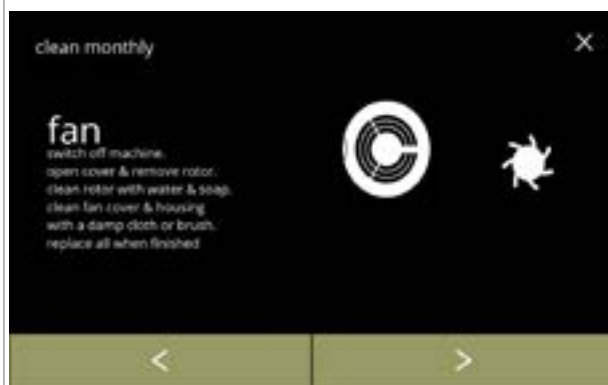 clean monthly
fan
switch off machine.
open cover & remove rotor.
clean rotor with water & soap.
clean fan cover & housing
with a damp cloth or brush.
replace all when finished